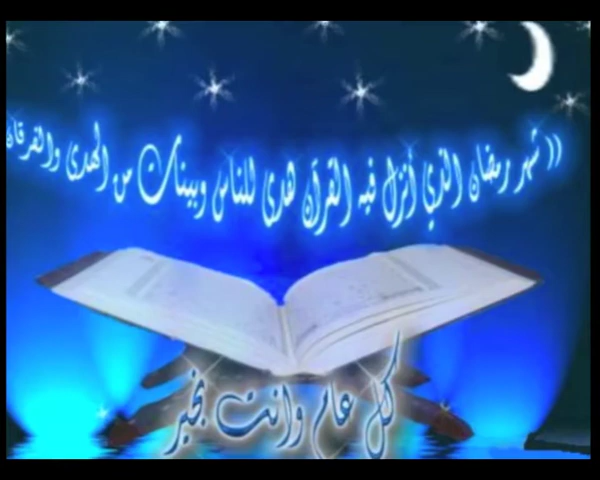 (( شهر رمضان الذي أنزل فيه القرآن هدى للناس وبينات من الهدى والفرقان
كل عام وانت بخير